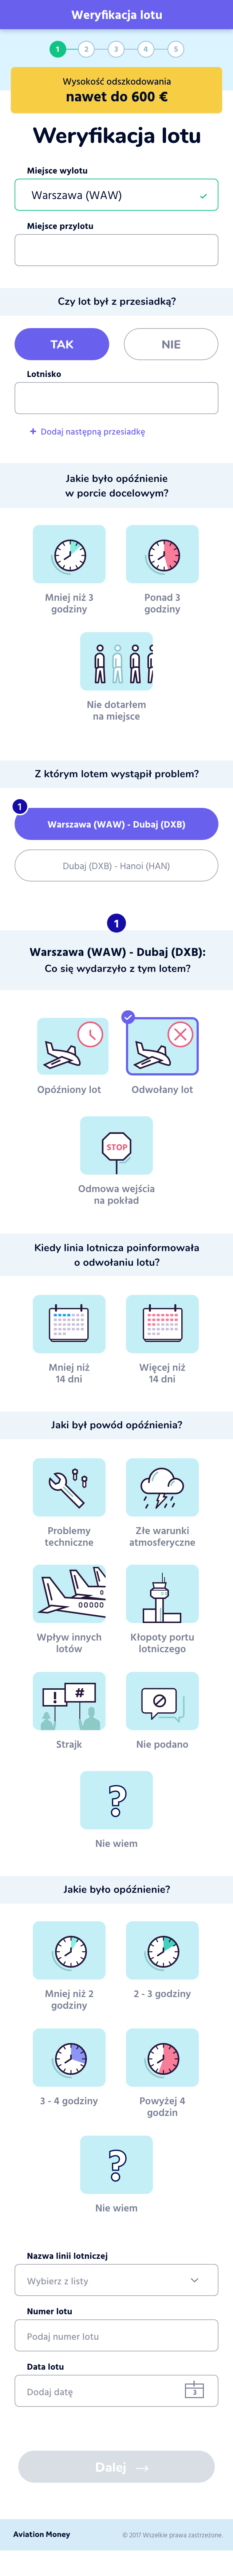 Weryfikacja lotu
1 2 3 4 5
Wysokość odszkodowania
nawet do 600 €
Weryfikacja lotu
Miejsce wylotu
Warszawa (WAW)
Miejsce przylotu
Czy lot był z przesiadką?
TAK NIE
Lotnisko
+ Dodaj następną przesiadkę
Jakie było opóźnienie
w porcie docelowym?
Mniej niż 3
godziny
Ponad 3
godziny
Nie dotarłem
na miejsce
Z którym lotem wystąpił problem?
1
Warszawa (WAW) - Dubaj (DXB)
Dubaj (DXB) - Hanoi (HAN)
1
Warszawa (WAW) - Dubaj (DXB):
Co się wydarzyło z tym lotem?
Opóźniony lot
Odwołany lot
STOP
Odmowa wejścia
na pokład
Kiedy linia lotnicza poinformowała
o odwołaniu lotu?
Mniej niż
14 dni
Więcej niż
14 dni
Jaki był powód opóźnienia?
Problemy
techniczne
Złe warunki
atmosferyczne
Wpływ innych
lotów
Kłopoty portu
lotniczego
! #
Strajk
Nie podano
?
Nie wiem
Jakie było opóźnienie?
Mniej niż 2
godziny
2 - 3 godziny
3 - 4 godziny
Powyżej 4
godzin
?
Nie wiem
Nazwa linii lotniczej
Wybierz z listy
Numer lotu
Podaj numer lotu
Data lotu
Dodaj datę
3
Dalej →
Aviation Money
© 2017 Wszelkie prawa zastrzeżone.